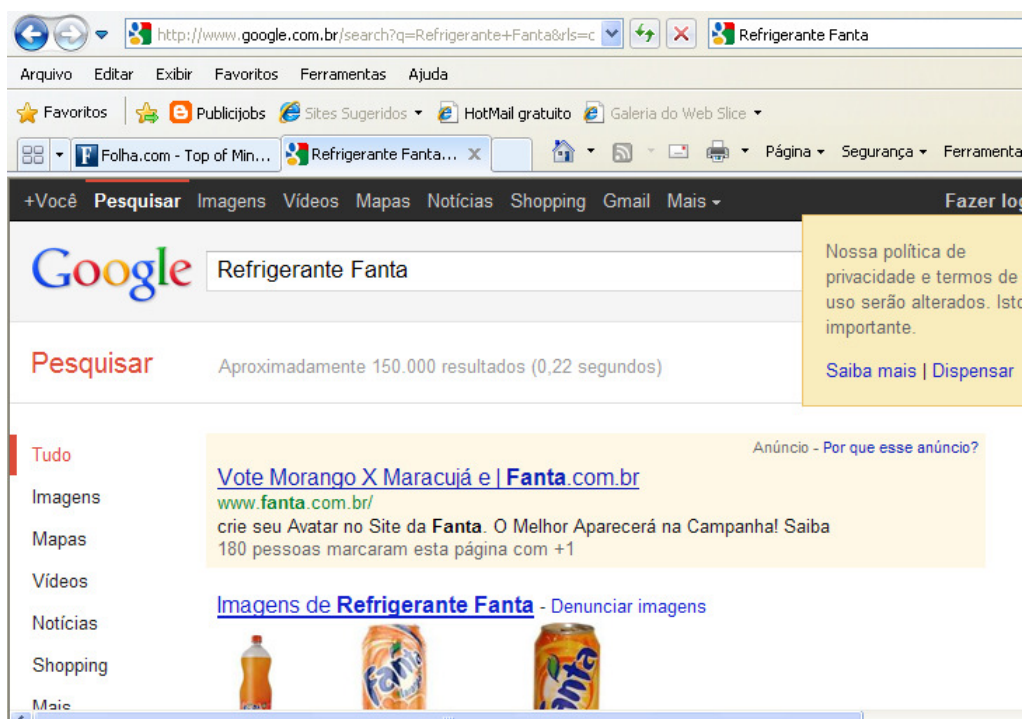 http://www.google.com.br/search?q=Refrigerante+Fanta&rls=c Refrigerante Fanta
Arquivo Editar Exibir Favoritos Ferramentas Ajuda
Favoritos Publicijobs Sites Sugeridos HotMail gratuito Galeria do Web Slice
Folha.com - Top of Min... Refrigerante Fanta... X Página Segurança Ferramenta
+Você Pesquisar Imagens Vídeos Mapas Notícias Shopping Gmail Mais Fazer log
Google Refrigerante Fanta
Nossa política de
privacidade e termos de
uso serão alterados. Isto
importante.
Saiba mais | Dispensar
Pesquisar Aproximadamente 150.000 resultados (0,22 segundos)
Tudo
Imagens
Mapas
Vídeos
Notícias
Shopping
Mais
Anúncio - Por que esse anúncio?
Vote Morango X Maracujá e | Fanta.com.br
www.fanta.com.br/
crie seu Avatar no Site da Fanta. O Melhor Aparecerá na Campanha! Saiba
180 pessoas marcaram esta página com +1
Imagens de Refrigerante Fanta - Denunciar imagens
Fanta
Fanta